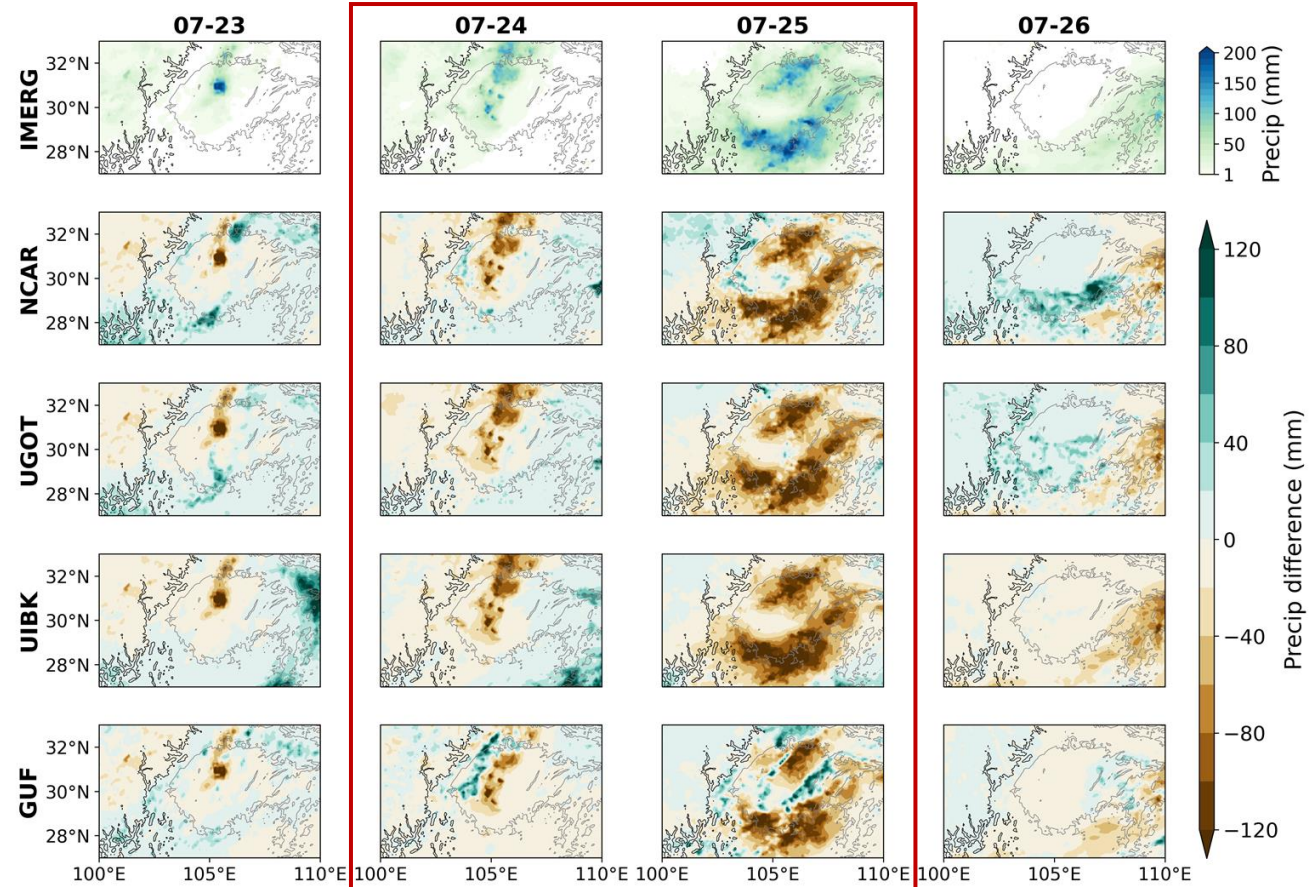 07-23 07-24 07-25 07-26
IMERG
32°N
30°N
28°N
200
150
100
50
1
Precip (mm)
NCAR
32°N
30°N
28°N
UGOT
32°N
30°N
28°N
UIBK
32°N
30°N
28°N
GUF
32°N
30°N
28°N
100°E 105°E 110°E 100°E 105°E 110°E 100°E 105°E 110°E 100°E 105°E 110°E
120
80
40
0
−40
−80
−120
Precip difference (mm)